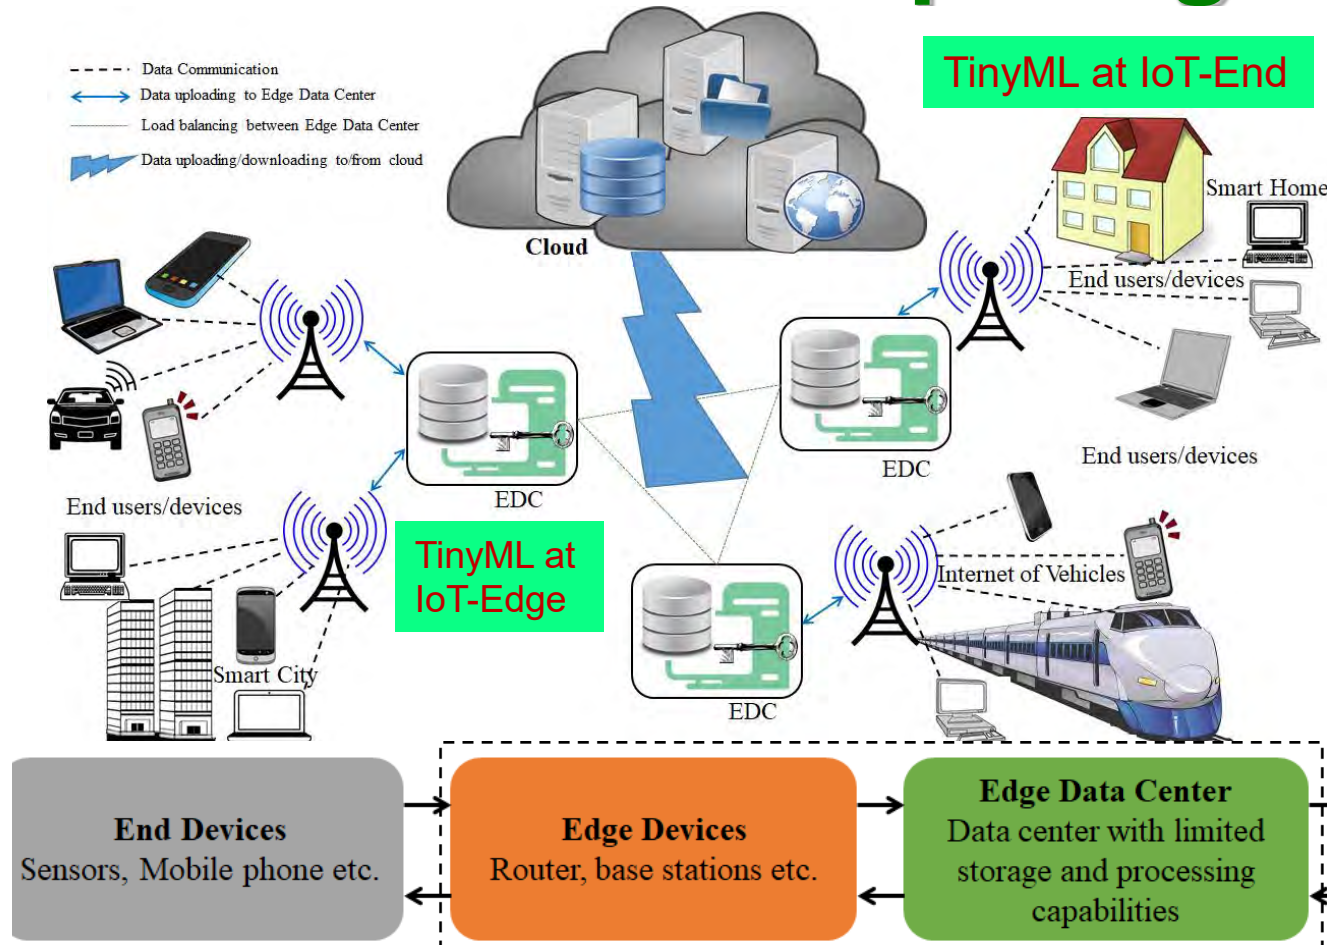 TinyML at IoT-End
Data Communication
Data uploading to Edge Data Center
Load balancing between Edge Data Center
Data uploading/downloading to/from cloud
Cloud
Smart Home
End users/devices
EDC
EDC
End users/devices
End users/devices
TinyML at
IoT-Edge
Internet of Vehicles
Smart City
EDC
End Devices
Sensors, Mobile phone etc.
Edge Devices
Router, base stations etc.
Edge Data Center
Data center with limited
storage and processing
capabilities